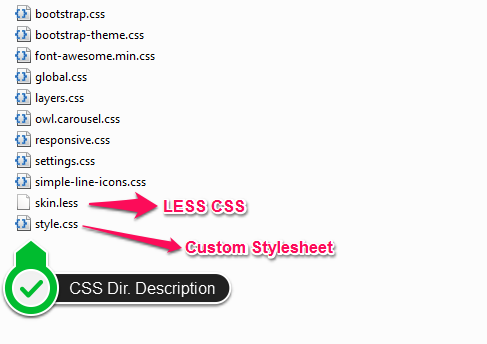 bootstrap.css
bootstrap-theme.css
font-awesome.min.css
global.css
layers.css
owl.carousel.css
responsive.css
settings.css
simple-line-icons.css
skin.less
LESS CSS
style.css
Custom Stylesheet
CSS Dir. Description